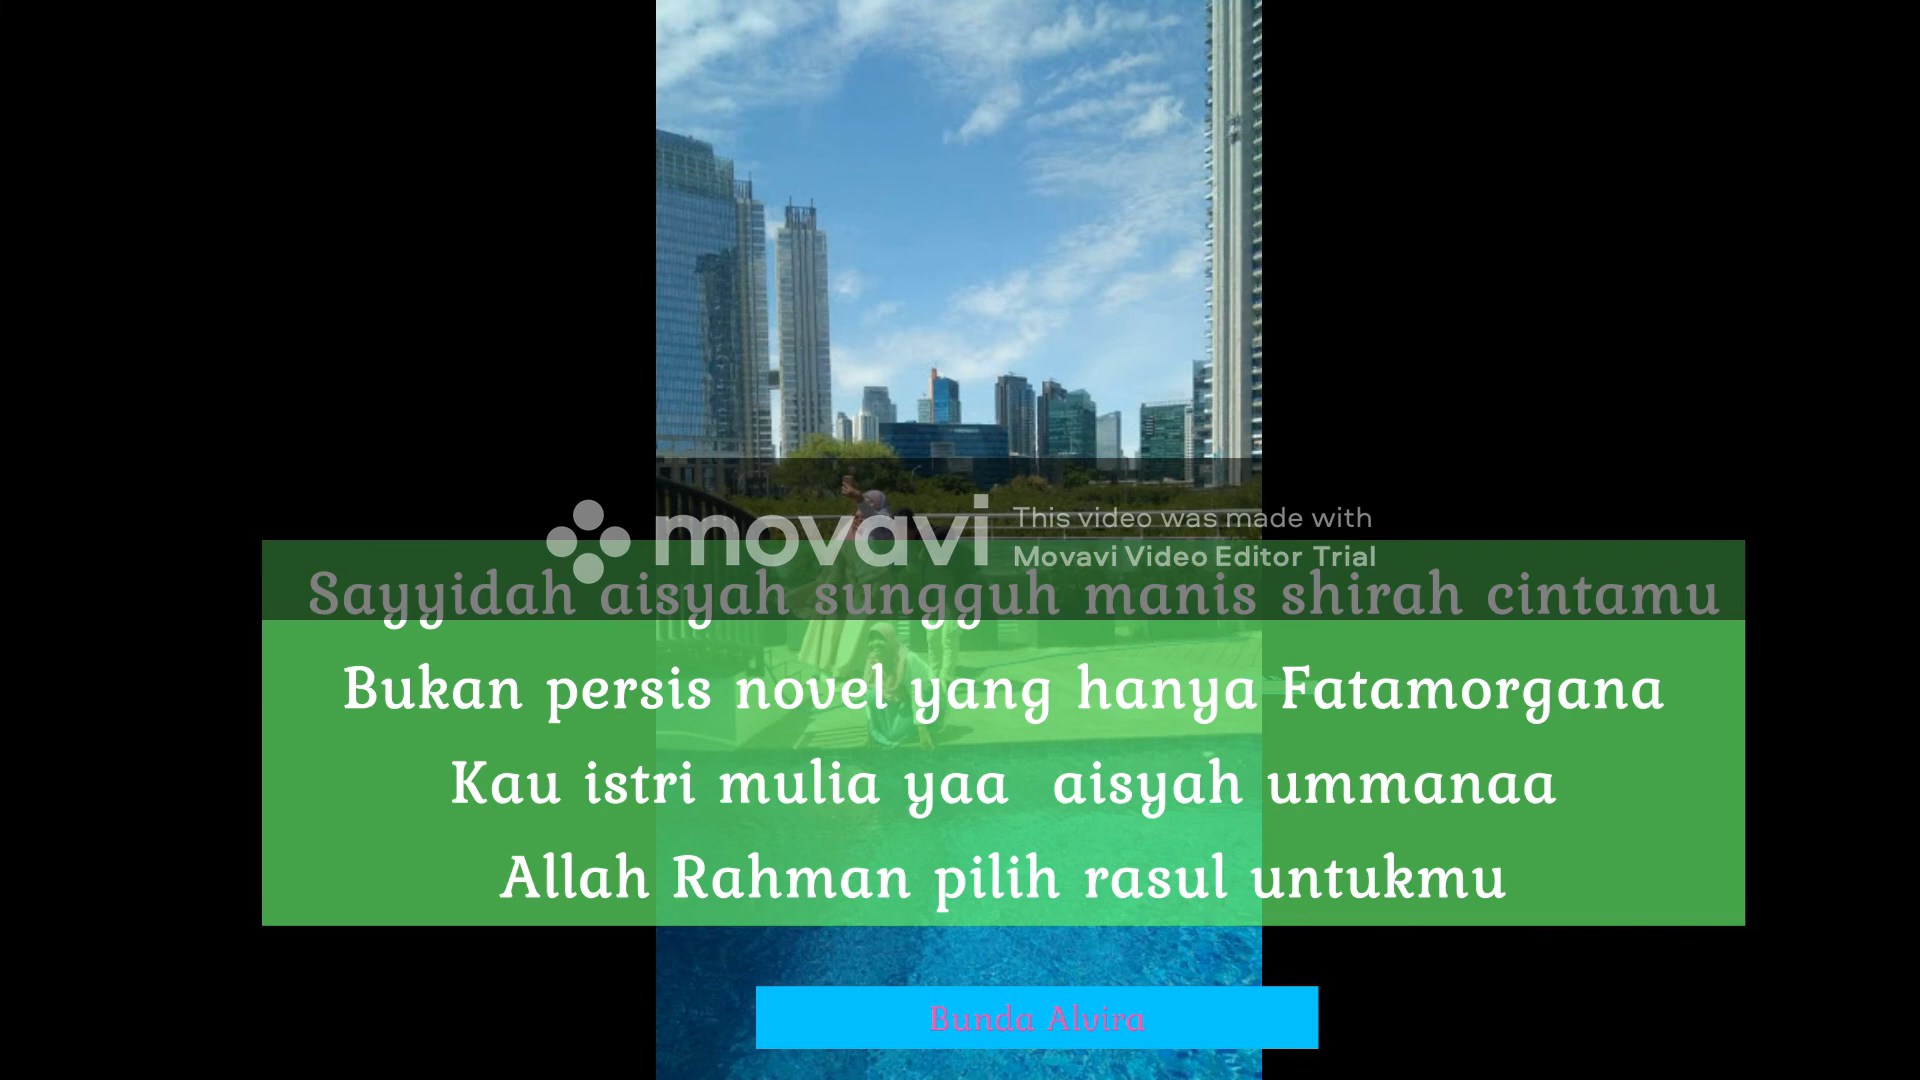 movavi
This video was made with
Movavi Video Editor Trial
Sayyidah aisyah sungguh manis shirah cintamu
Bukan persis novel yang hanya Fatamorgana
Kau istri mulia yaa aisyah ummanaa
Allah Rahman pilih rasul untukmu
Bunda Alvira